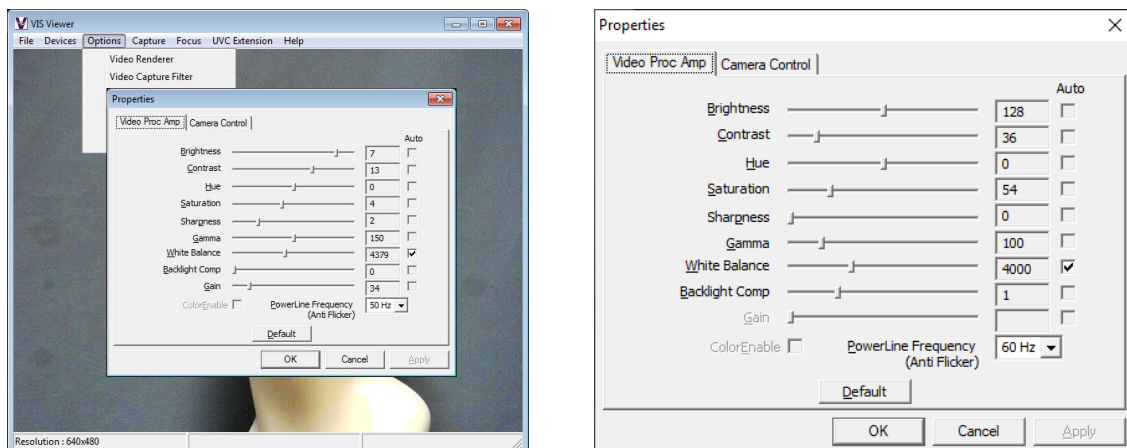 VIS Viewer
File Devices Options Capture Focus UVC Extension Help
Video Renderer
Video Capture Filter
Properties
Video Proc Amp Camera Control
Auto
Brightness 7
Contrast 13
Hue 0
Saturation 4
Sharpness 2
Gamma 150
White Balance 4379
Backlight Comp 0
Gain 34
ColorEnable PowerLine Frequency 50 Hz
(Anti Flicker)
Default
OK Cancel Apply
Resolution : 640x480
Properties
Video Proc Amp Camera Control
Auto
Brightness 128
Contrast 36
Hue 0
Saturation 54
Sharpness 0
Gamma 100
White Balance 4000
Backlight Comp 1
Gain
ColorEnable PowerLine Frequency 60 Hz
(Anti Flicker)
Default
OK Cancel Apply